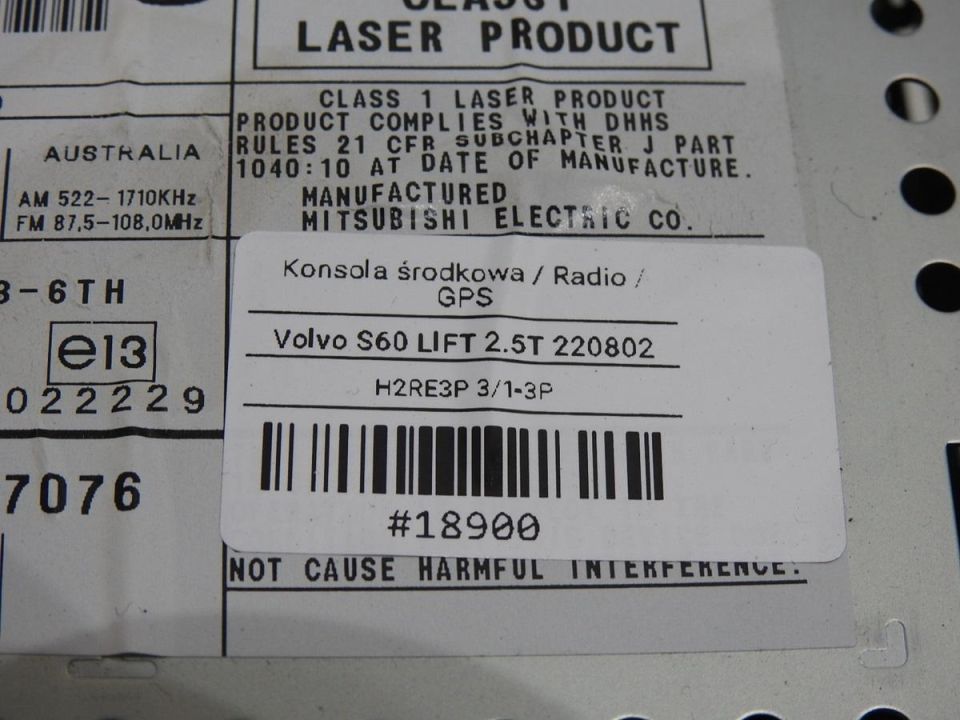 LASER PRODUCT
CLASS 1 LASER PRODUCT
PRODUCT COMPLIES WITH DHHS
RULES 21 CFR SUBCHAPTER J PART
1040:10 AT DATE OF MANUFACTURE.
MANUFACTURED
MITSUBISHI ELECTRIC CO.
AUSTRALIA
AM 522-1710KHz
FM 87,5-108,0MHz
3-6TH
e13
022229
7076
Konsola środkowa / Radio /
GPS
Volvo S60 LIFT 2.5T 220802
H2RE3P 3/1-3P
#18900
NOT CAUSE HARMFUL INTERFERENCE.